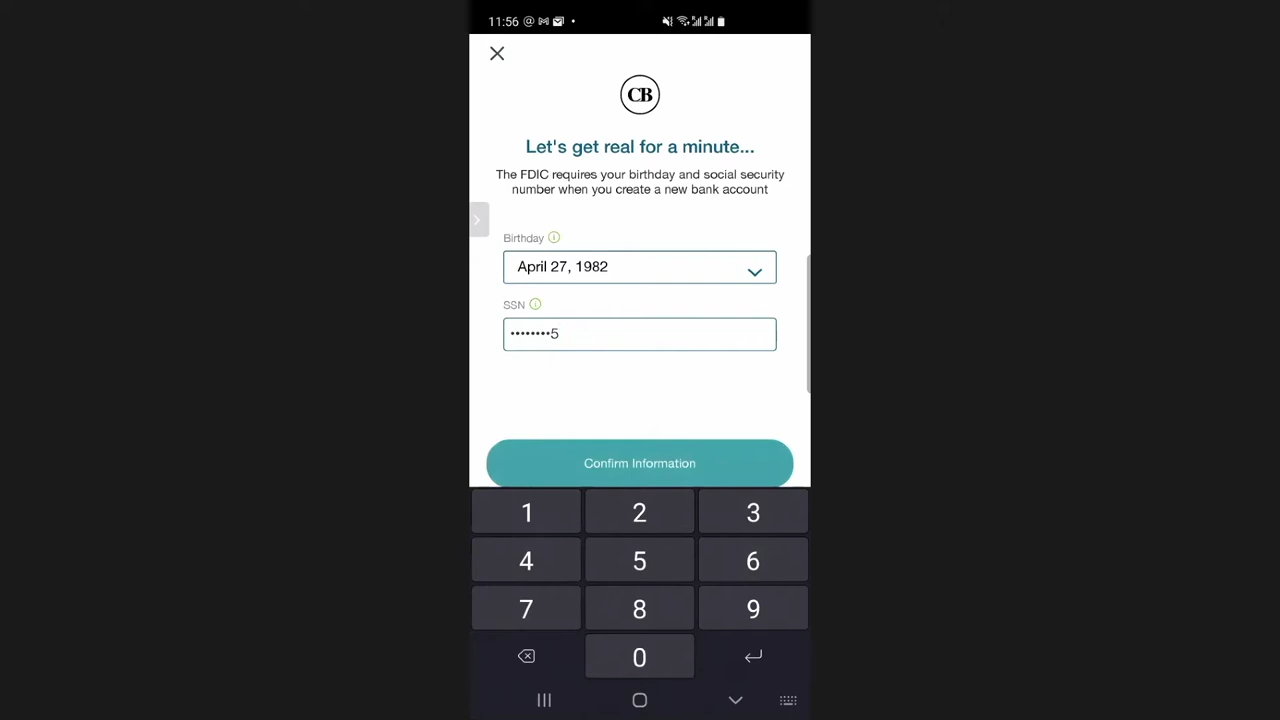 11:56
CB
Let's get real for a minute...
The FDIC requires your birthday and social security
number when you create a new bank account
Birthday
April 27, 1982
SSN
••••••••5
Confirm Information
1 2 3
4 5 6
7 8 9
0